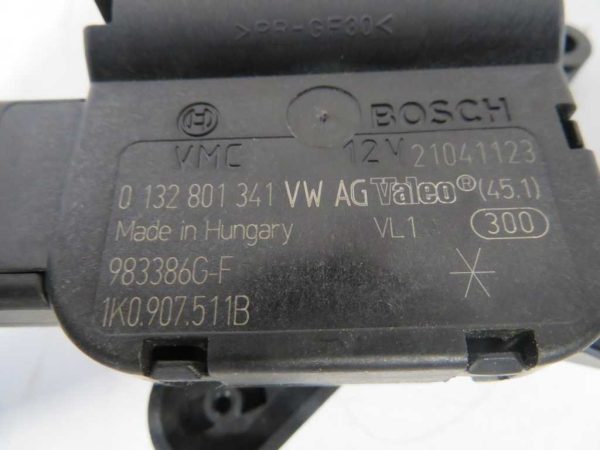 >PP-GF30<
BOSCH
VMC 12V 21041123
0 132 801 341 VW AG Valeo® (45.1)
Made in Hungary VL1 300
983386G-F
1K0.907.511B